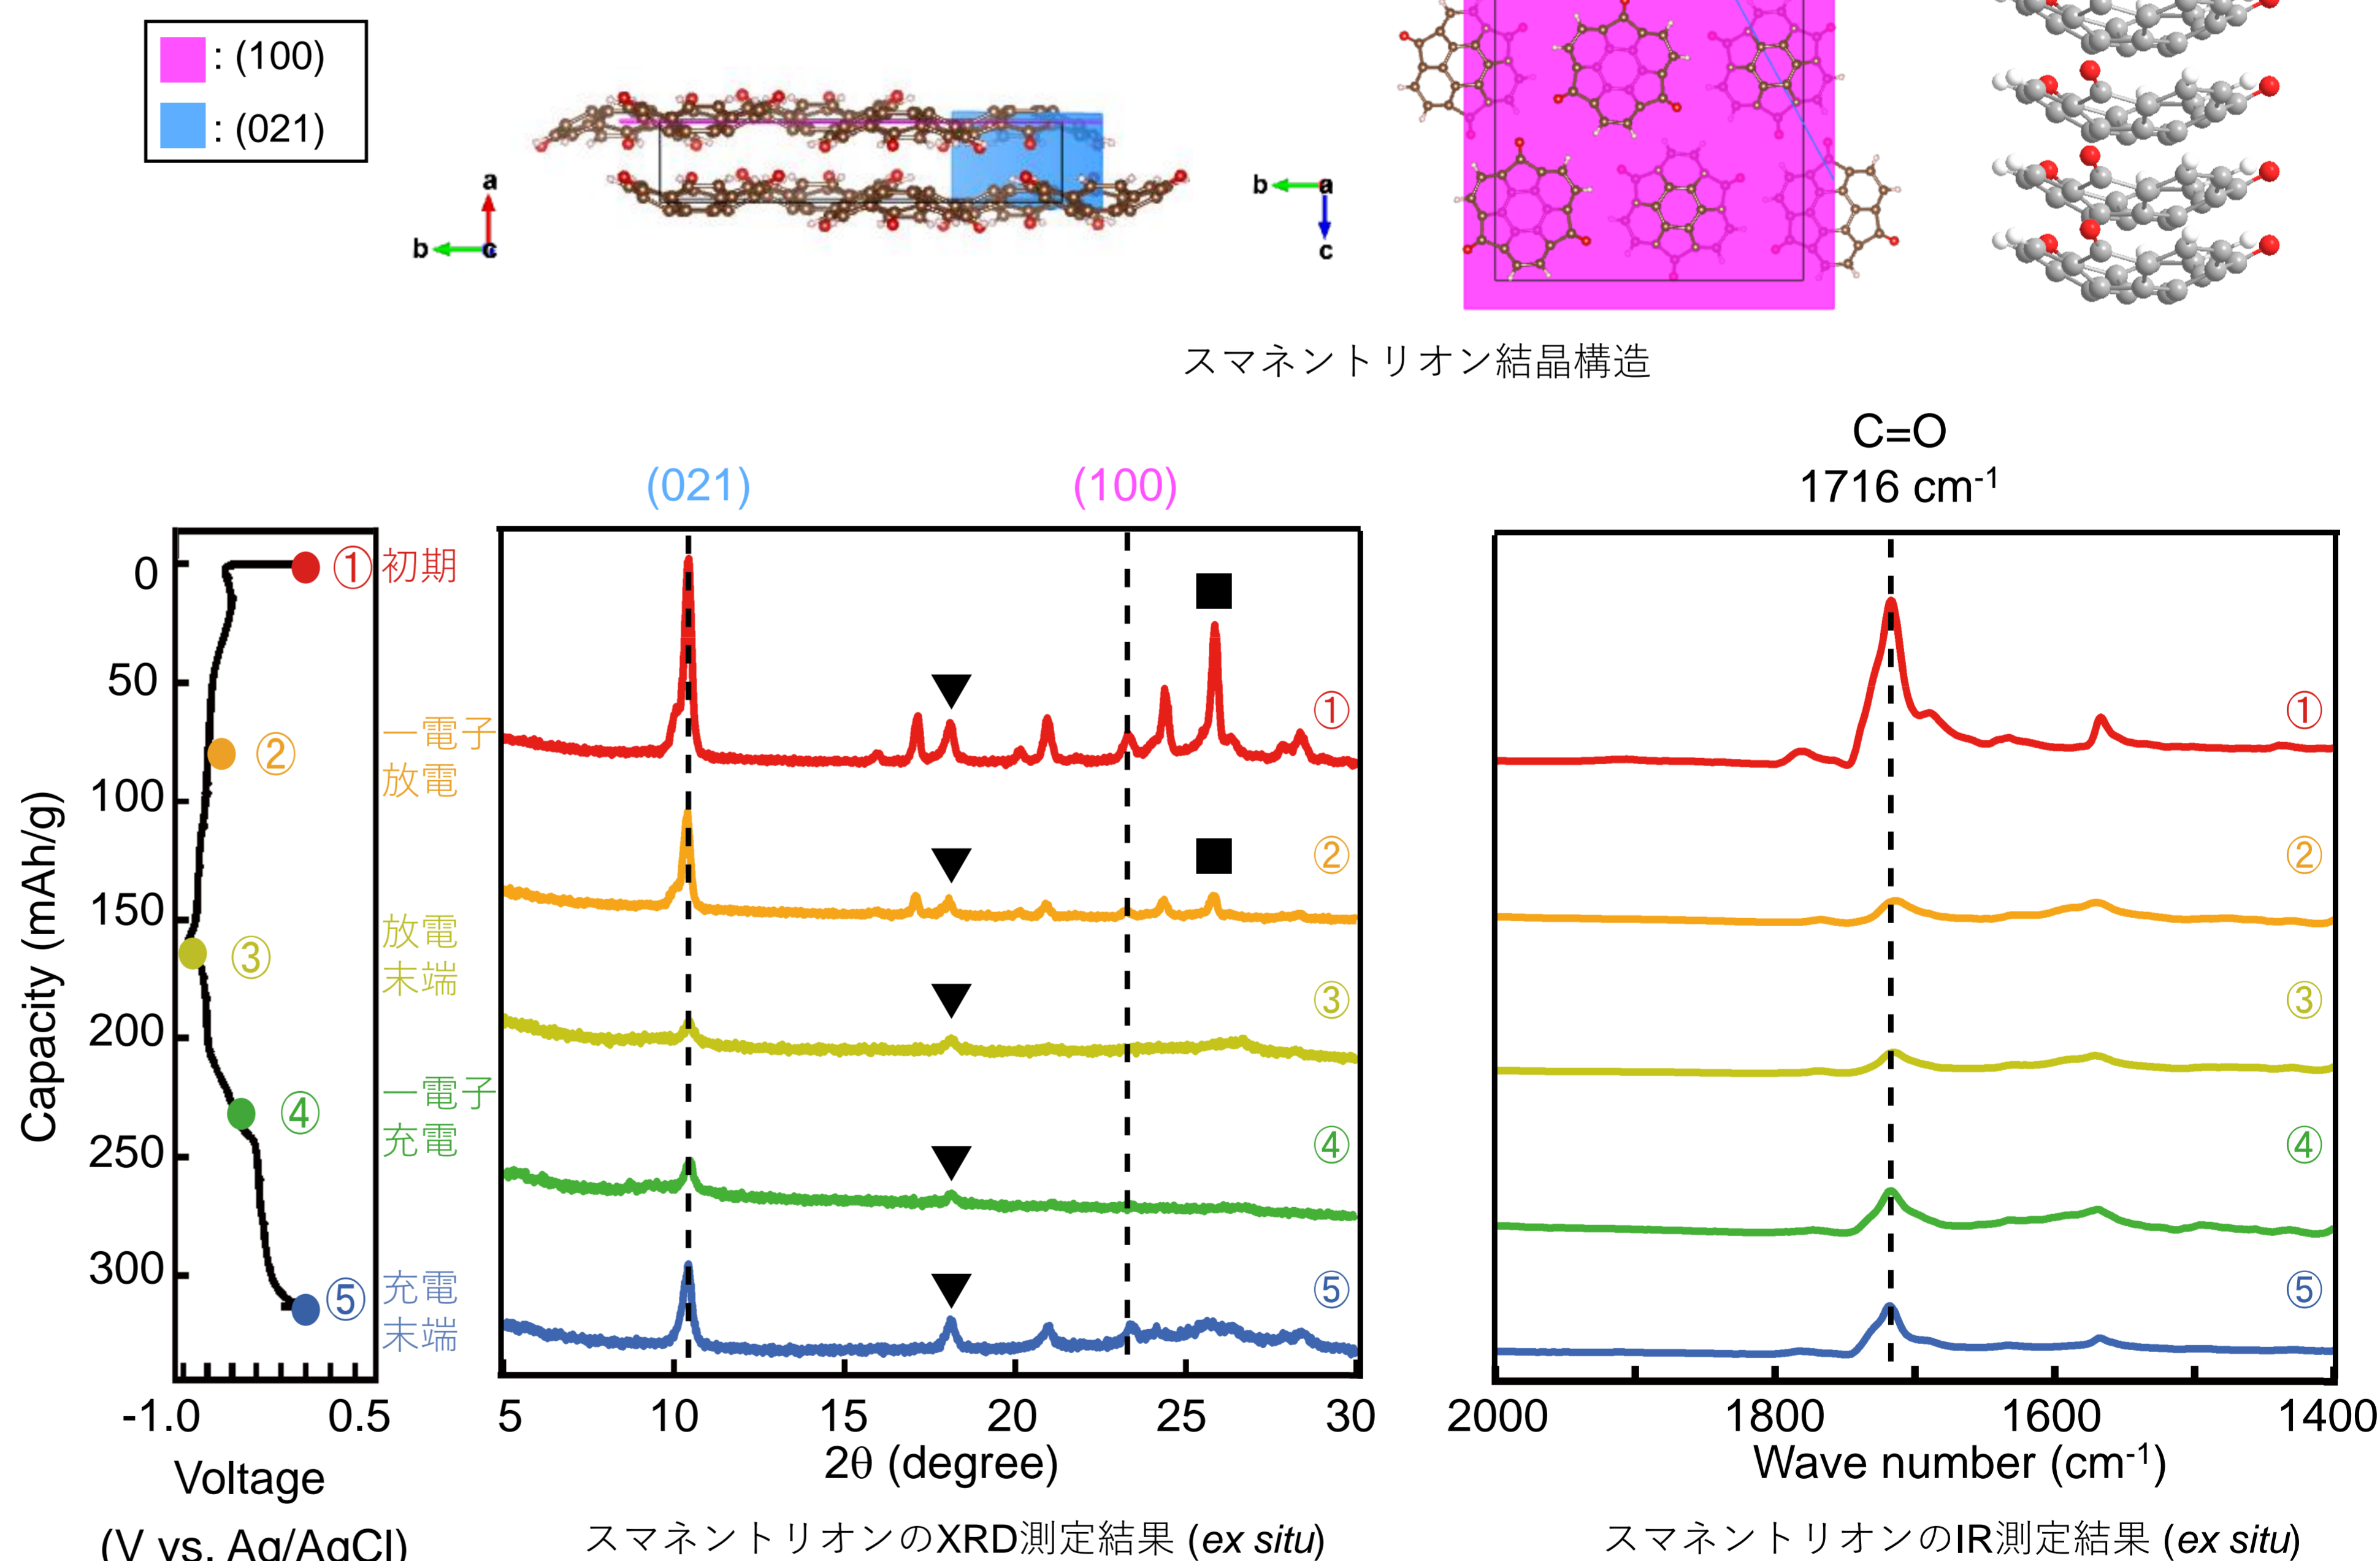 : (100)
: (021)
a
b
c
b
a
c
スマネントリオン結晶構造
C=O
1716 cm-1
(021)
(100)
0
50
100
150
200
250
300
Capacity (mAh/g)
① 初期
② 一電子
放電
③ 放電
末端
④ 一電子
充電
⑤ 充電
末端
-1.0
0.5
Voltage
(V vs. Ag/AgCl)
①
②
③
④
⑤
5
10
15
20
25
30
2θ (degree)
スマネントリオンのXRD測定結果 (ex situ)
①
②
③
④
⑤
2000
1800
1600
1400
Wave number (cm-1)
スマネントリオンのIR測定結果 (ex situ)